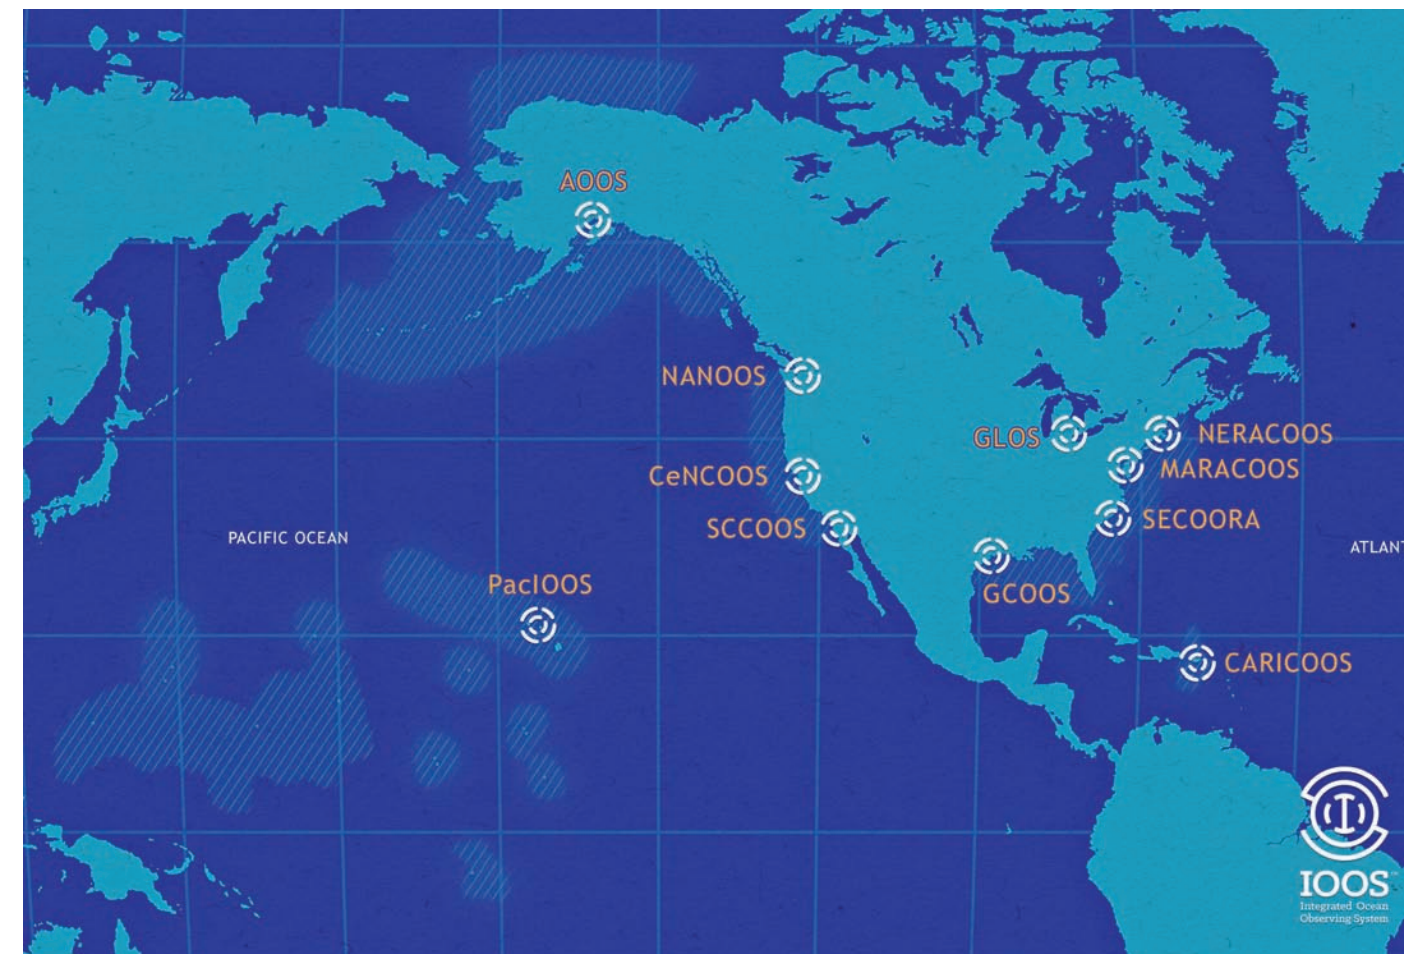 AOOS
NANOOS
GLOS
NERACOOS
MARACOOS
CeNCOOS
SECOORA
SCCOOS
PACIFIC OCEAN
ATLANT
PacIOOS
GCOOS
CARICOOS
IOOS
Integrated Ocean
Observing System